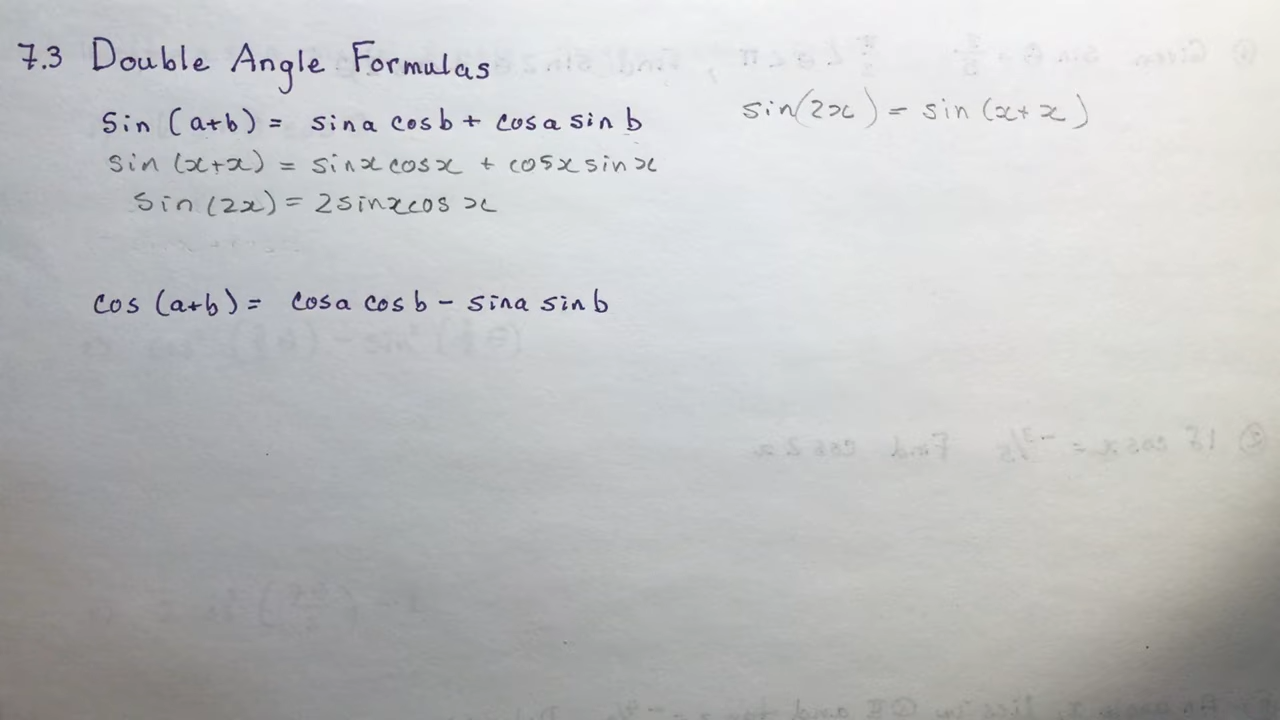 7.3 Double Angle Formulas
sin (a+b) = sina cosb + cosa sin b
sin(2x) = sin (x+x)
sin (x+x) = sinx cosx + cosx sinx
sin (2x) = 2sinxcos x
cos (a+b) = cosa cosb - sina sinb